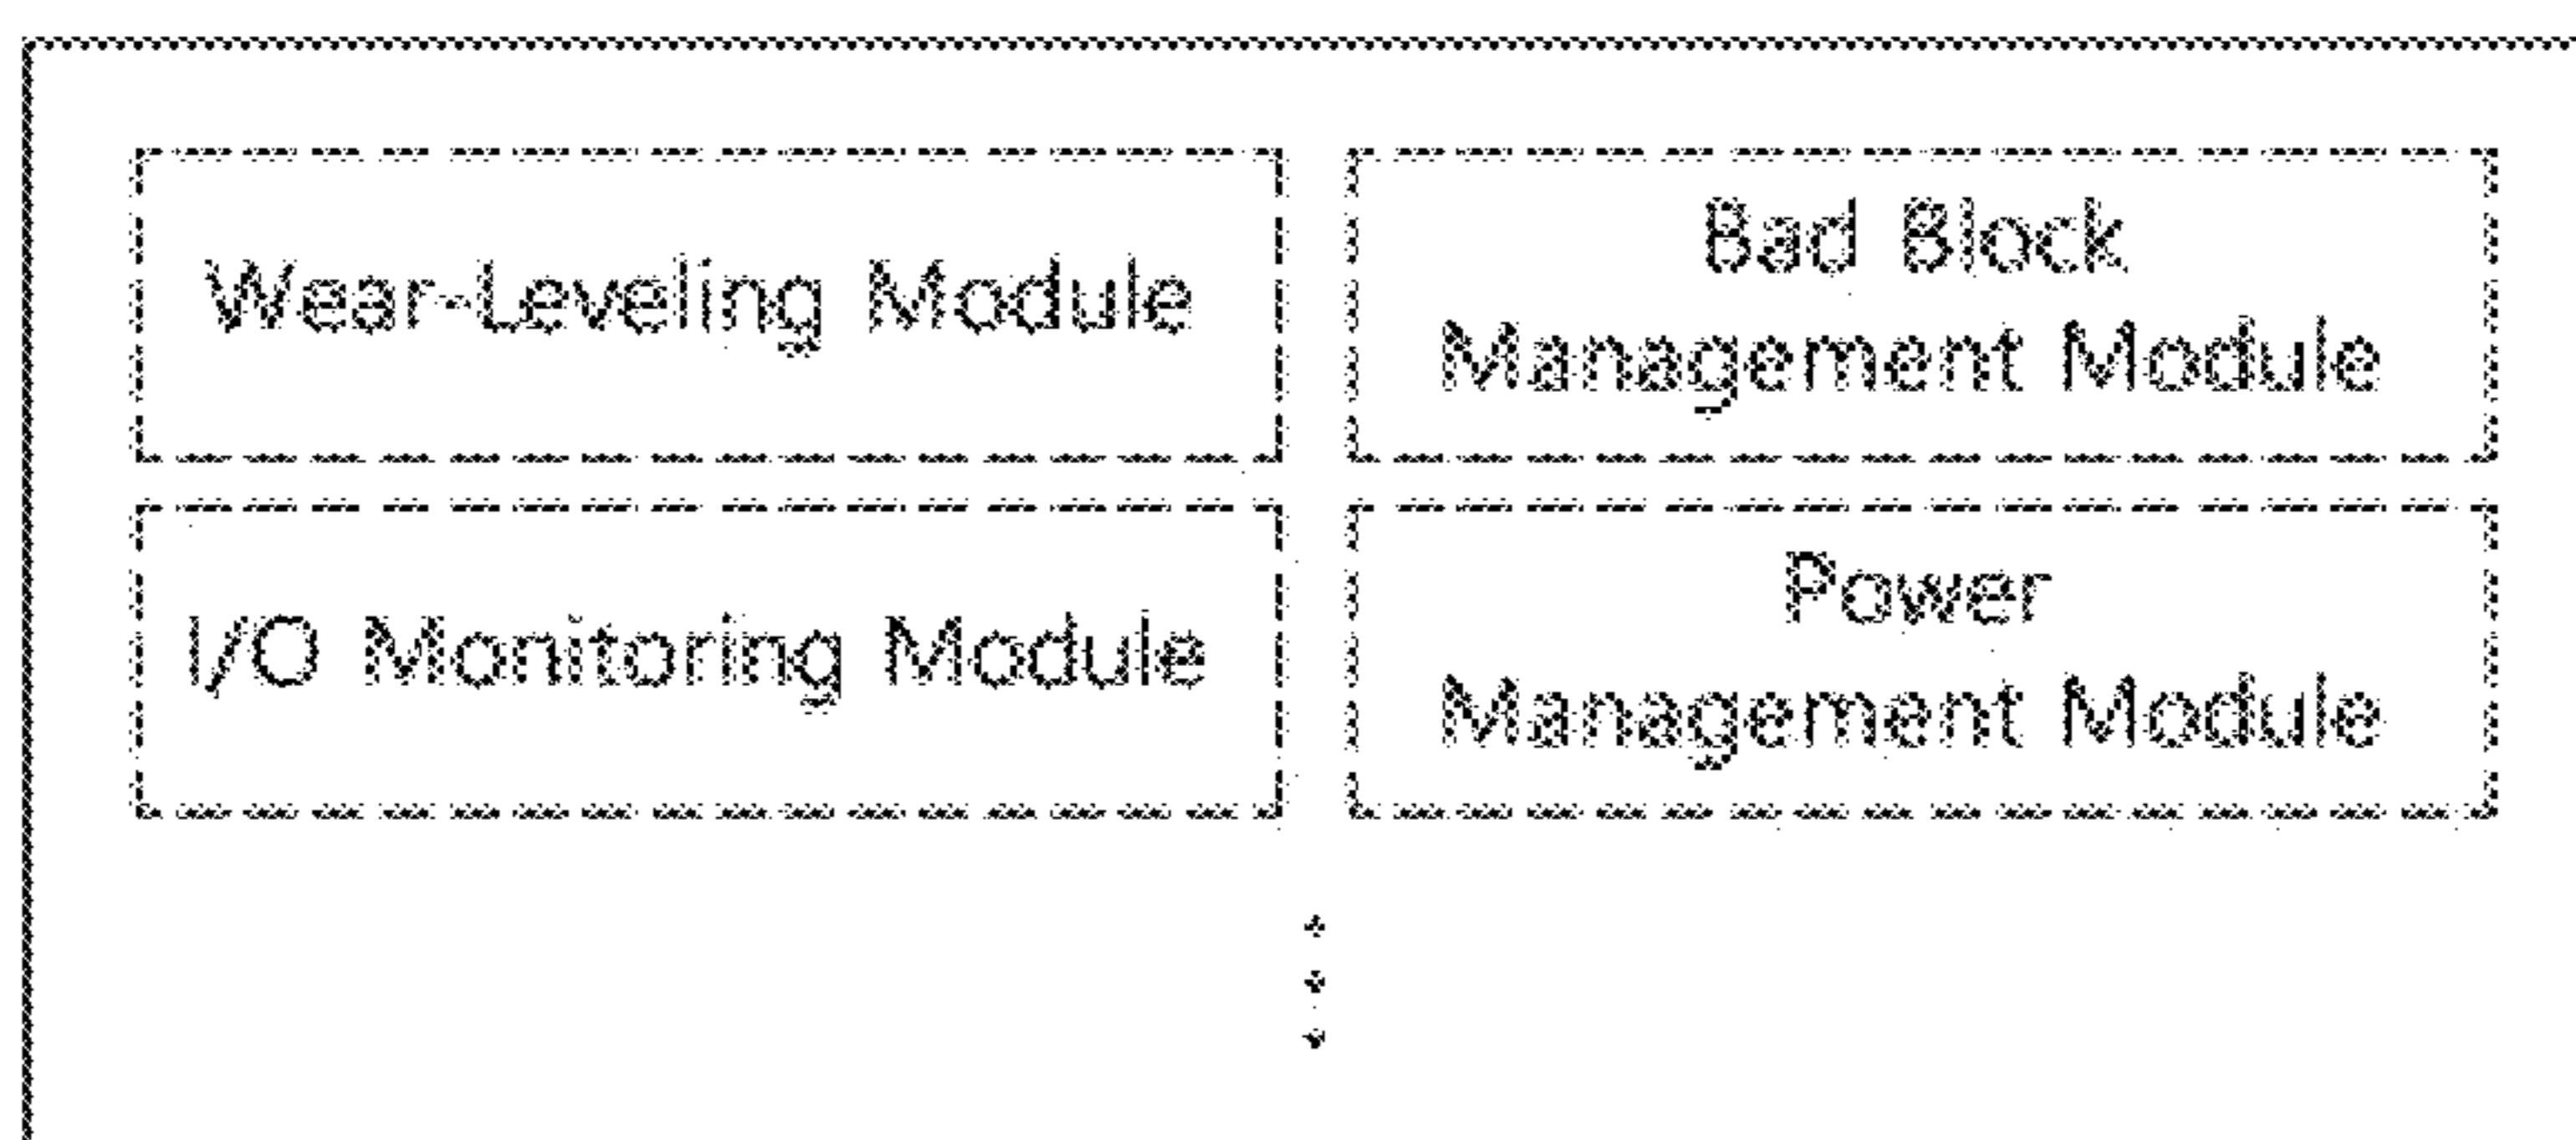 Wear-Leveling Module
Bad Block
Management Module
I/O Monitoring Module
Power
Management Module